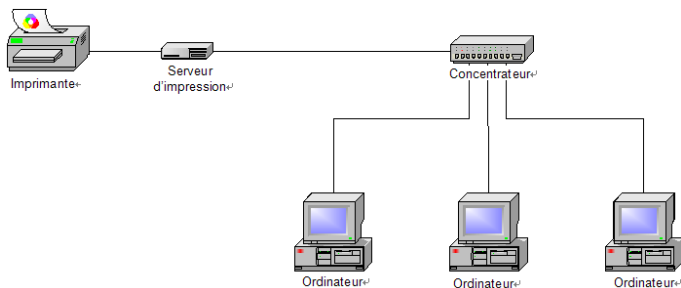 Imprimante
Serveur
d'impression
Concentrateur
Ordinateur
Ordinateur
Ordinateur